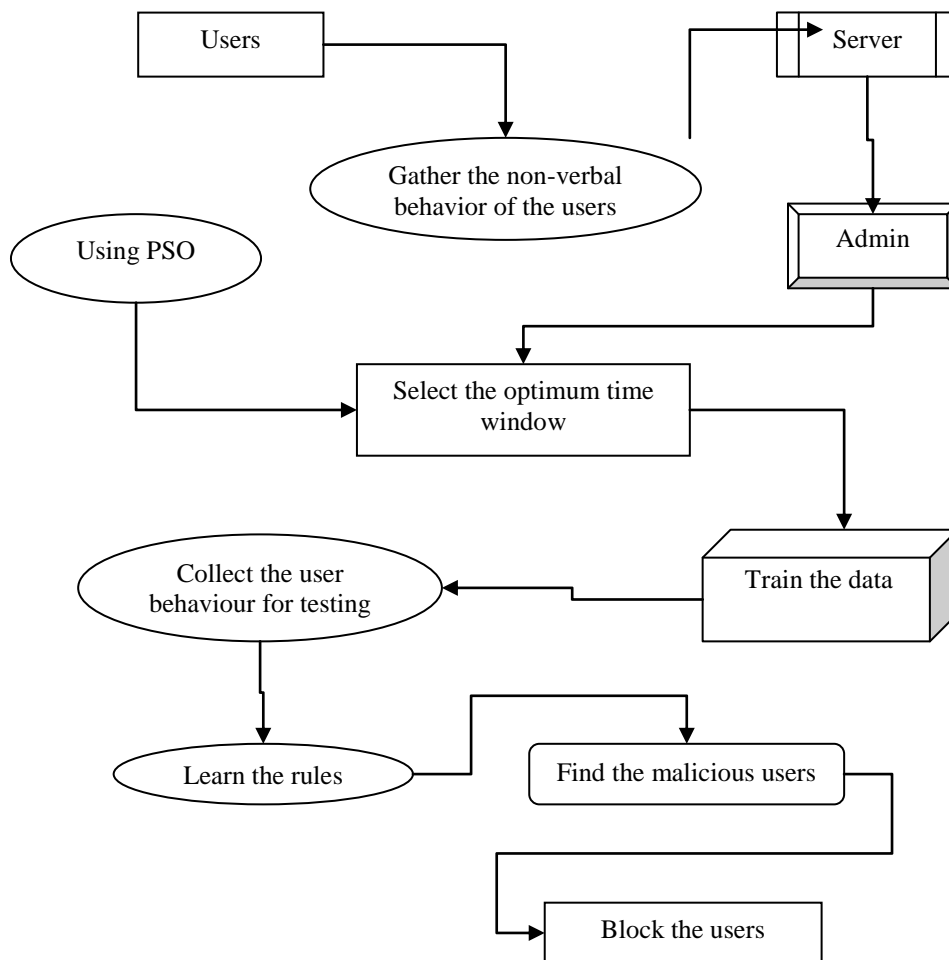 Users
Server
Gather the non-verbal
behavior of the users
Admin
Using PSO
Select the optimum time
window
Train the data
Collect the user
behaviour for testing
Learn the rules
Find the malicious users
Block the users